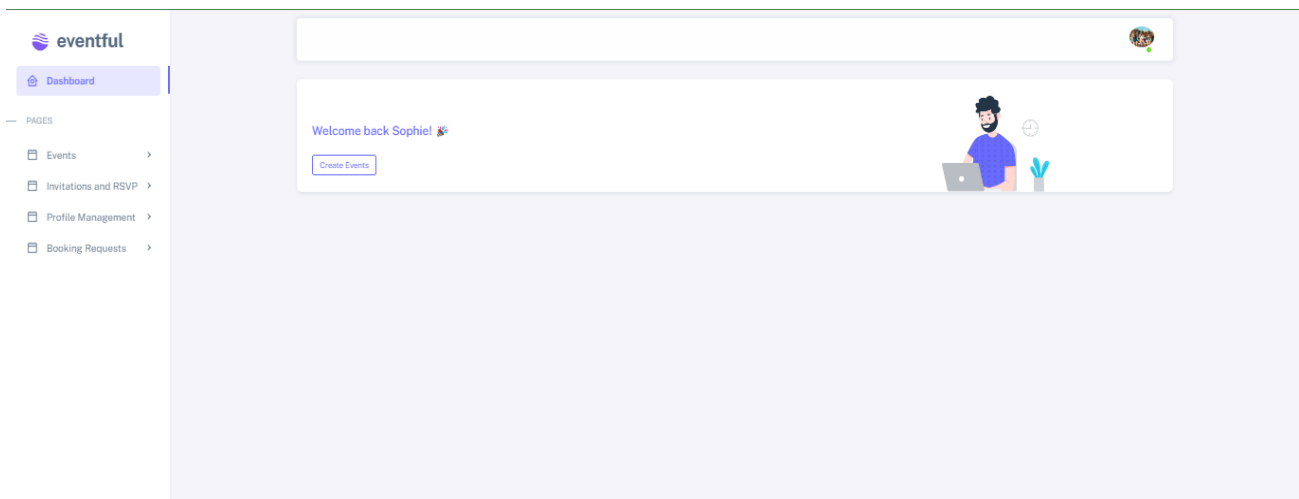 eventful
Dashboard
PAGES
Events
Invitations and RSVP
Profile Management
Booking Requests
Welcome back Sophie! 🎉
Create Events